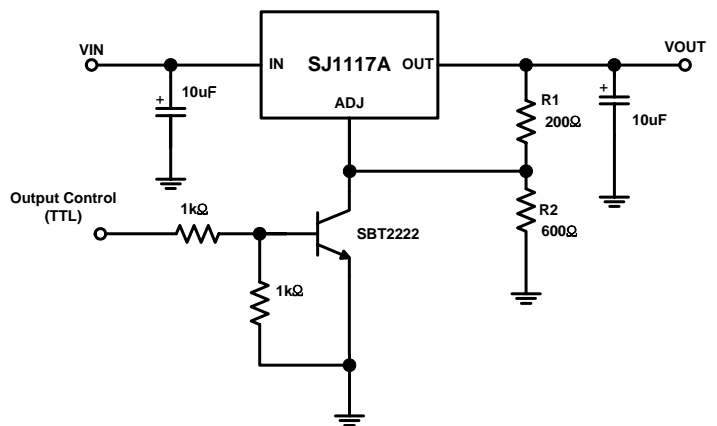 VIN
IN
SJ1117A
OUT
VOUT
ADJ
+
10uF
R1
200Ω
+
10uF
R2
600Ω
Output Control
(TTL)
1kΩ
SBT2222
1kΩ